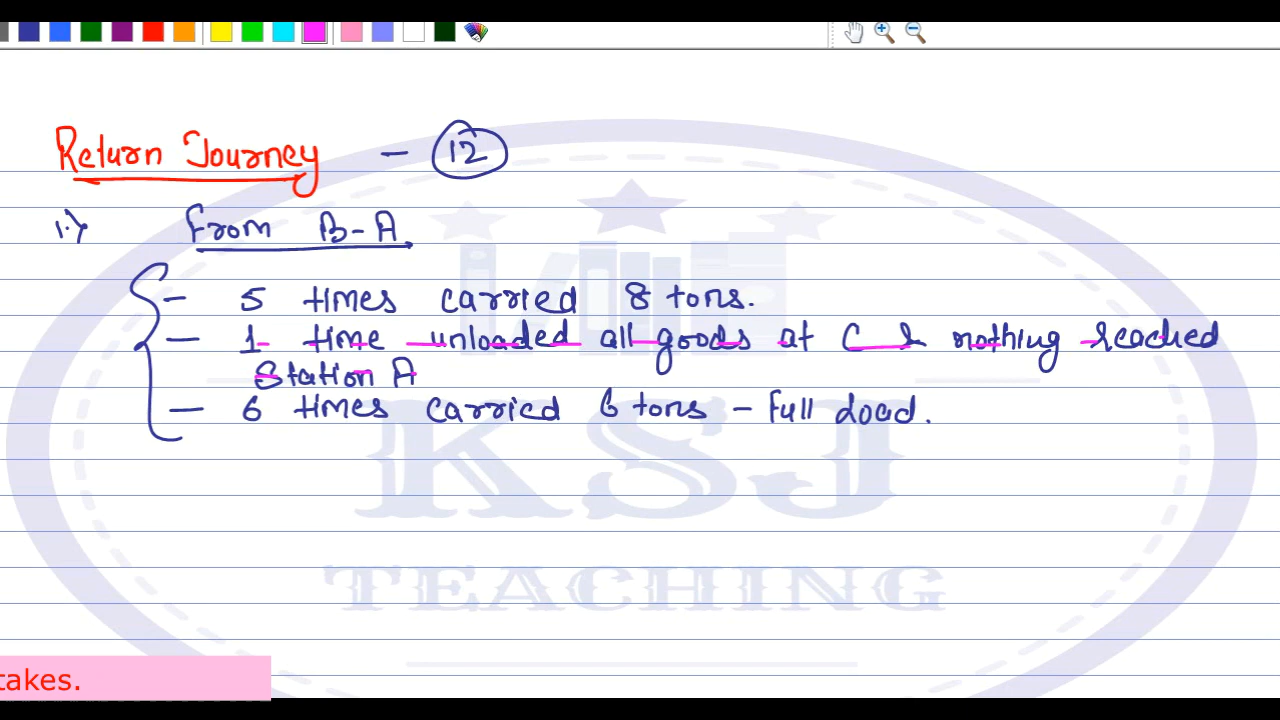 Return Journey - 12
1.) From B-A
- 5 times carried 8 tons.
- 1 time unloaded all goods at C & nothing reached
Station A
- 6 times carried 6 tons - Full Load.
KSJ
TEACHING
takes.